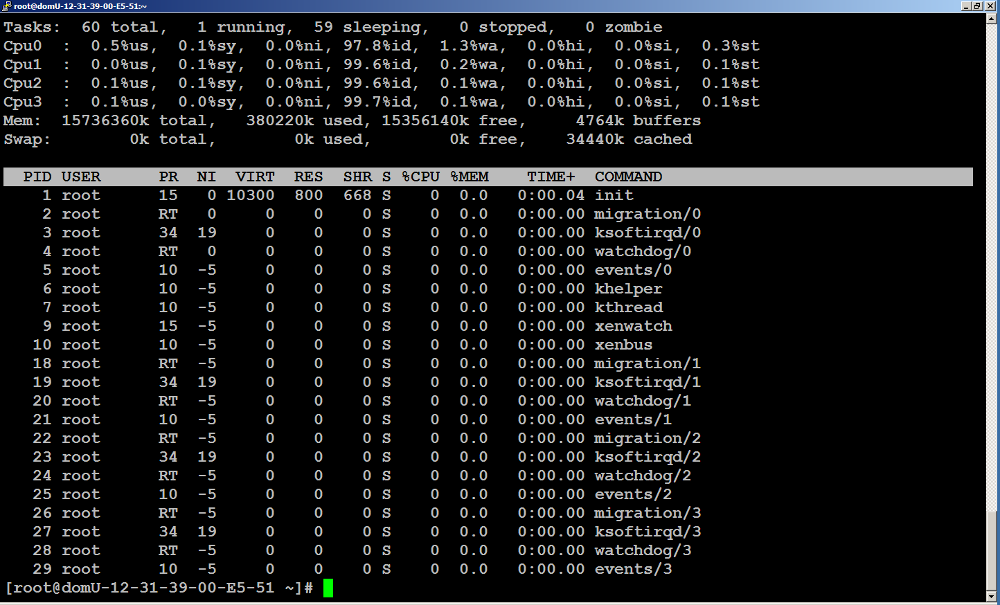 root@domU-12-31-39-00-E5-51:~
Tasks:  60 total,   1 running,  59 sleeping,   0 stopped,   0 zombie
Cpu0  :  0.5%us,  0.1%sy,  0.0%ni, 97.8%id,  1.3%wa,  0.0%hi,  0.0%si,  0.3%st
Cpu1  :  0.0%us,  0.1%sy,  0.0%ni, 99.6%id,  0.2%wa,  0.0%hi,  0.0%si,  0.1%st
Cpu2  :  0.1%us,  0.1%sy,  0.0%ni, 99.6%id,  0.1%wa,  0.0%hi,  0.0%si,  0.1%st
Cpu3  :  0.1%us,  0.0%sy,  0.0%ni, 99.7%id,  0.1%wa,  0.0%hi,  0.0%si,  0.1%st
Mem:  15736360k total,   380220k used, 15356140k free,     4764k buffers
Swap:        0k total,        0k used,        0k free,    34440k cached
  PID USER      PR  NI  VIRT  RES  SHR S %CPU %MEM    TIME+  COMMAND
    1 root      15   0 10300  800  668 S    0  0.0   0:00.04 init
    2 root      RT   0     0    0    0 S    0  0.0   0:00.00 migration/0
    3 root      34  19     0    0    0 S    0  0.0   0:00.00 ksoftirqd/0
    4 root      RT   0     0    0    0 S    0  0.0   0:00.00 watchdog/0
    5 root      10  -5     0    0    0 S    0  0.0   0:00.00 events/0
    6 root      10  -5     0    0    0 S    0  0.0   0:00.00 khelper
    7 root      10  -5     0    0    0 S    0  0.0   0:00.00 kthread
    9 root      15  -5     0    0    0 S    0  0.0   0:00.00 xenwatch
   10 root      10  -5     0    0    0 S    0  0.0   0:00.00 xenbus
   18 root      RT  -5     0    0    0 S    0  0.0   0:00.00 migration/1
   19 root      34  19     0    0    0 S    0  0.0   0:00.00 ksoftirqd/1
   20 root      RT  -5     0    0    0 S    0  0.0   0:00.00 watchdog/1
   21 root      10  -5     0    0    0 S    0  0.0   0:00.00 events/1
   22 root      RT  -5     0    0    0 S    0  0.0   0:00.00 migration/2
   23 root      34  19     0    0    0 S    0  0.0   0:00.00 ksoftirqd/2
   24 root      RT  -5     0    0    0 S    0  0.0   0:00.00 watchdog/2
   25 root      10  -5     0    0    0 S    0  0.0   0:00.00 events/2
   26 root      RT  -5     0    0    0 S    0  0.0   0:00.00 migration/3
   27 root      34  19     0    0    0 S    0  0.0   0:00.00 ksoftirqd/3
   28 root      RT  -5     0    0    0 S    0  0.0   0:00.00 watchdog/3
   29 root      10  -5     0    0    0 S    0  0.0   0:00.00 events/3
[root@domU-12-31-39-00-E5-51 ~]#